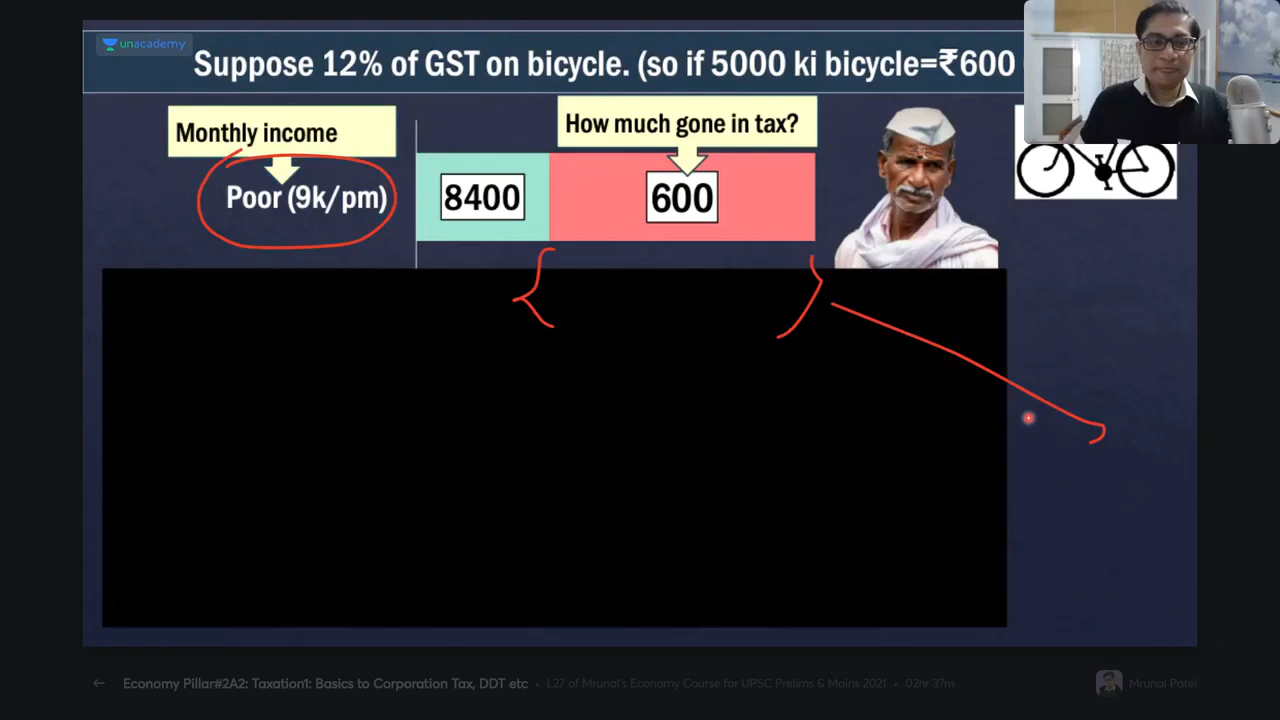 unacademy
Suppose 12% of GST on bicycle. (so if 5000 ki bicycle=₹600
Monthly income
How much gone in tax?
Poor (9k/pm)
8400
600
Economy Pillar#2A2: Taxation1: Basics to Corporation Tax, DDT etc - L27 of Mrunal's Economy Course for UPSC Prelims & Mains 2021 • 02hr 37m
Mrunal Patel